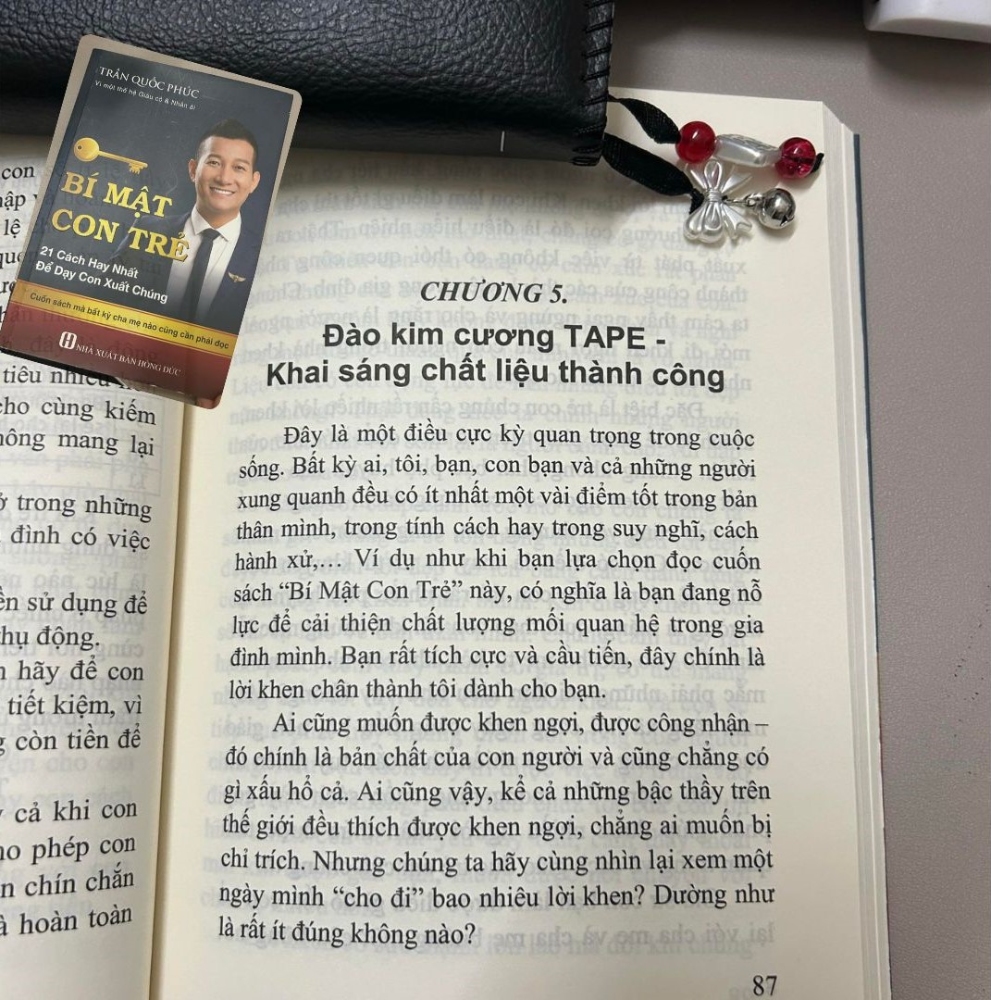 TRẦN QUỐC PHÚC
Vì một thế hệ Giàu có & Nhân ái
BÍ MẬT
CON TRẺ
21 Cách Hay Nhất
Để Dạy Con Xuất Chúng
Cuốn sách mà bất kỳ cha mẹ nào cũng cần phải đọc
NHÀ XUẤT BẢN HỒNG ĐỨC
con
lệ
tiêu nhiều
cho cùng kiếm
mang lại
trong những
đình có việc
sử dụng để
động.
hãy để con
tiết kiệm, vì
còn tiền để
cả khi con
phép con
chín chắn
hoàn toàn
CHƯƠNG 5.
Đào kim cương TAPE -
Khai sáng chất liệu thành công
Đây là một điều cực kỳ quan trọng trong cuộc
sống. Bất kỳ ai, tôi, bạn, con bạn và cả những người
xung quanh đều có ít nhất một vài điểm tốt trong bản
thân mình, trong tính cách hay trong suy nghĩ, cách
hành xử,… Ví dụ như khi bạn lựa chọn đọc cuốn
sách “Bí Mật Con Trẻ” này, có nghĩa là bạn đang nỗ
lực để cải thiện chất lượng mối quan hệ trong gia
đình mình. Bạn rất tích cực và cầu tiến, đây chính là
lời khen chân thành tôi dành cho bạn.
Ai cũng muốn được khen ngợi, được công nhận –
đó chính là bản chất của con người và cũng chẳng có
gì xấu hổ cả. Ai cũng vậy, kể cả những bậc thầy trên
thế giới đều thích được khen ngợi, chẳng ai muốn bị
chỉ trích. Nhưng chúng ta hãy cùng nhìn lại xem một
ngày mình “cho đi” bao nhiêu lời khen? Dường như
là rất ít đúng không nào?
87